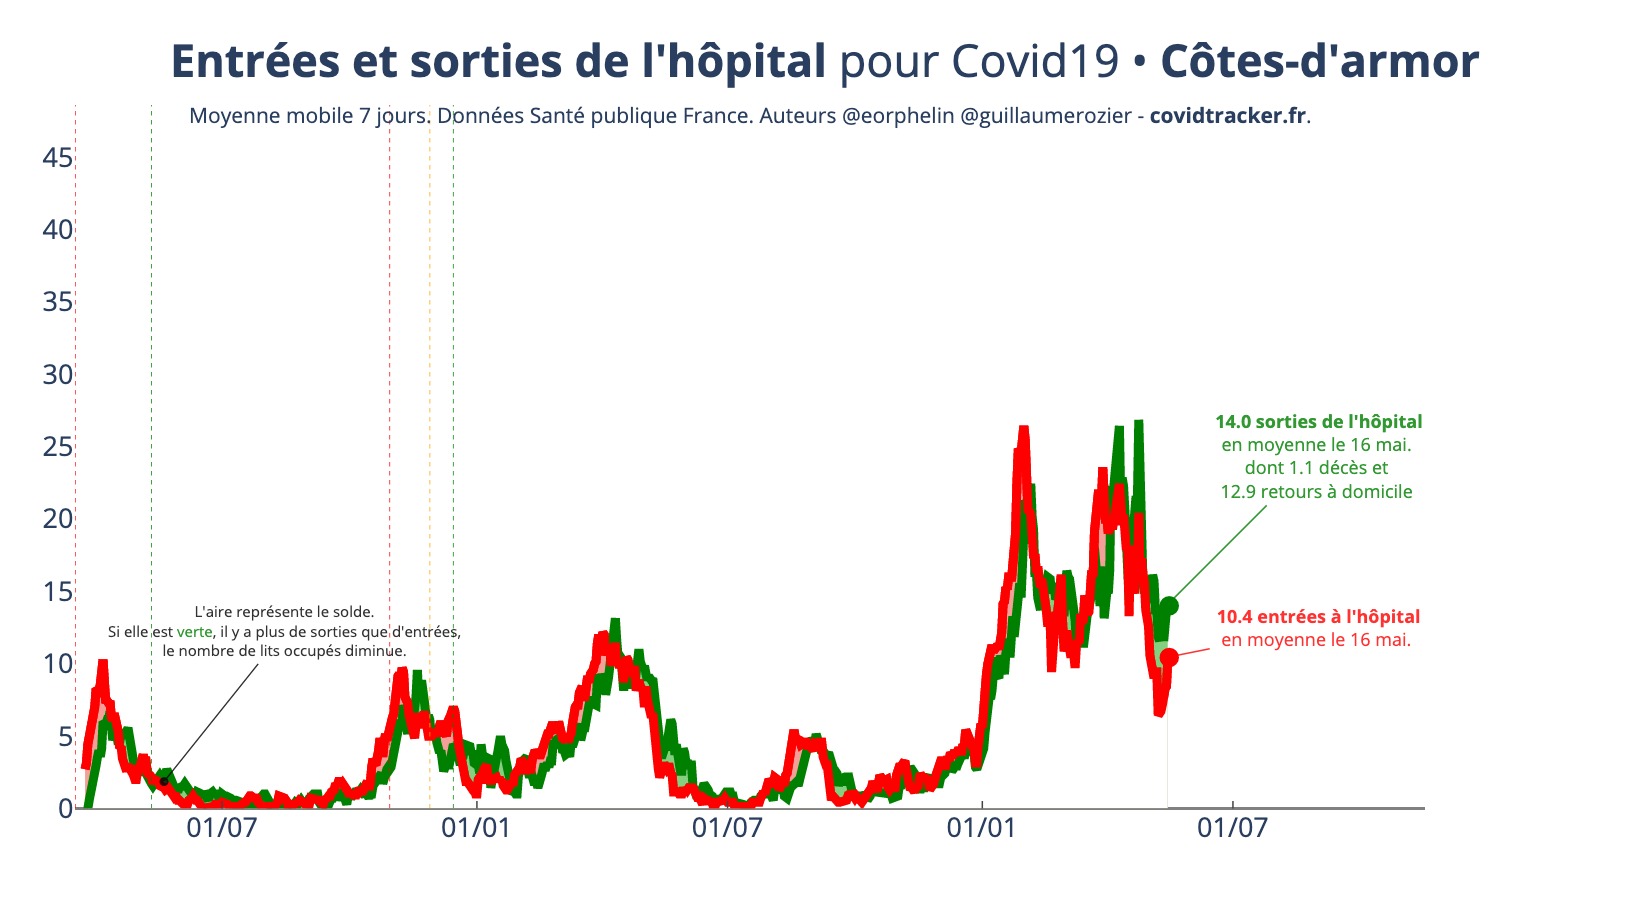 Entrées et sorties de l'hôpital pour Covid19 • Côtes-d'armor
Moyenne mobile 7 jours. Données Santé publique France. Auteurs @eorphelin @guillaumerozier - covidtracker.fr.
45
40
35
30
25
20
15
10
5
0
14.0 sorties de l'hôpital
en moyenne le 16 mai.
dont 1.1 décès et
12.9 retours à domicile
10.4 entrées à l'hôpital
en moyenne le 16 mai.
L'aire représente le solde.
Si elle est verte, il y a plus de sorties que d'entrées,
le nombre de lits occupés diminue.
01/07
01/01
01/07
01/01
01/07